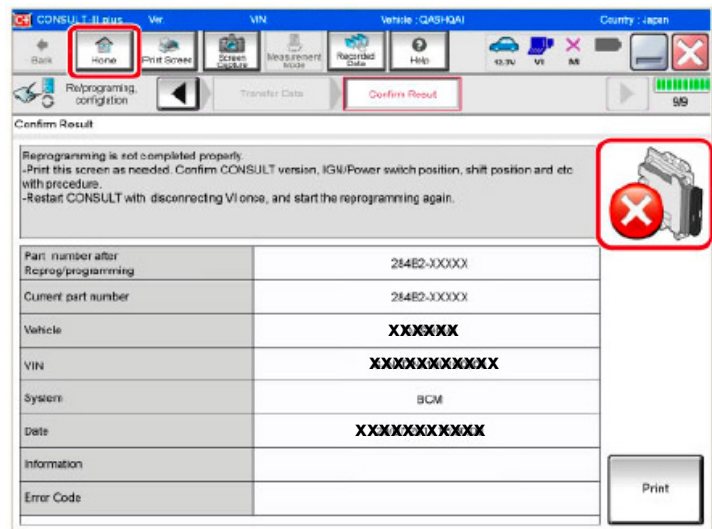 CONSULT-II plus Ver. VIN: Vehicle : QASHQAI Country : Japan
Back Home Print Screen Screen Capture Measurement Mode Recorded Data Help 12.3V VI MI
Re/programing, configlation Transfer Data Confirm Result 9/9
Confirm Result
Reprogramming is not completed properly.
-Print this screen as needed. Confirm CONSULT version, IGN/Power switch position, shift position and etc
with procedure.
-Restart CONSULT with disconnecting VI once, and start the reprogramming again.
Part number after
Reprog/programming
284B2-XXXXX
Current part number 284B2-XXXXX
Vehicle XXXXXX
VIN XXXXXXXXXXX
System BCM
Date XXXXXXXXXXX
Information
Error Code
Print